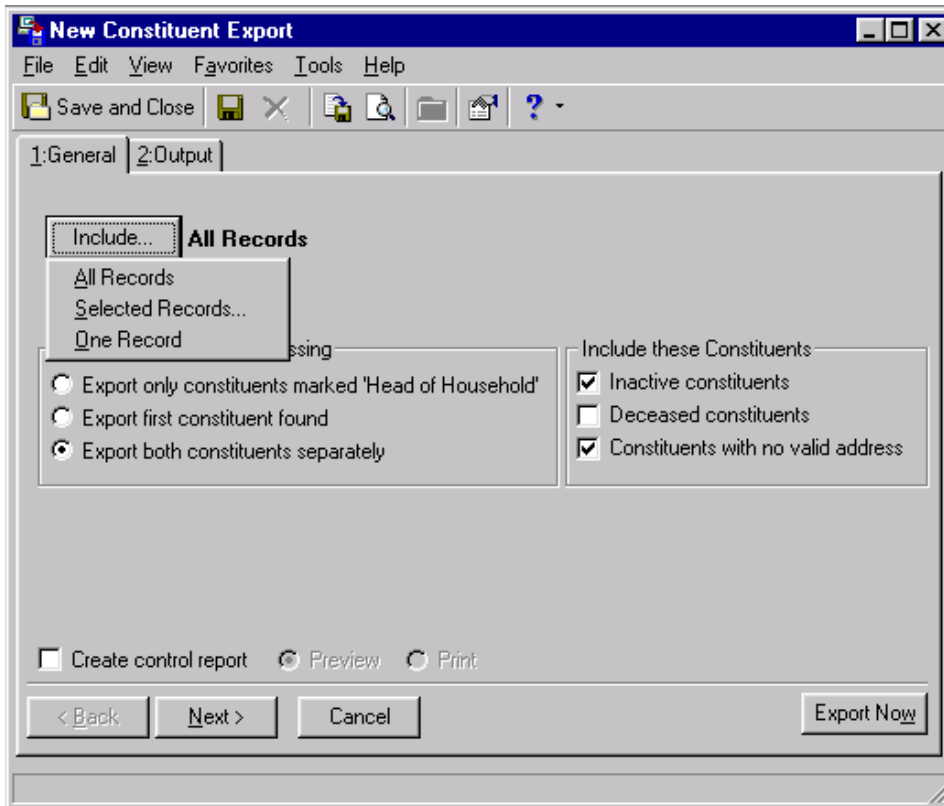 New Constituent Export
File Edit View Favorites Tools Help
Save and Close ?
1:General 2:Output
Include... All Records
All Records
Selected Records...
One Record
ssing
Export only constituents marked 'Head of Household'
Export first constituent found
Export both constituents separately
Include these Constituents
Inactive constituents
Deceased constituents
Constituents with no valid address
Create control report Preview Print
< Back Next > Cancel Export Now